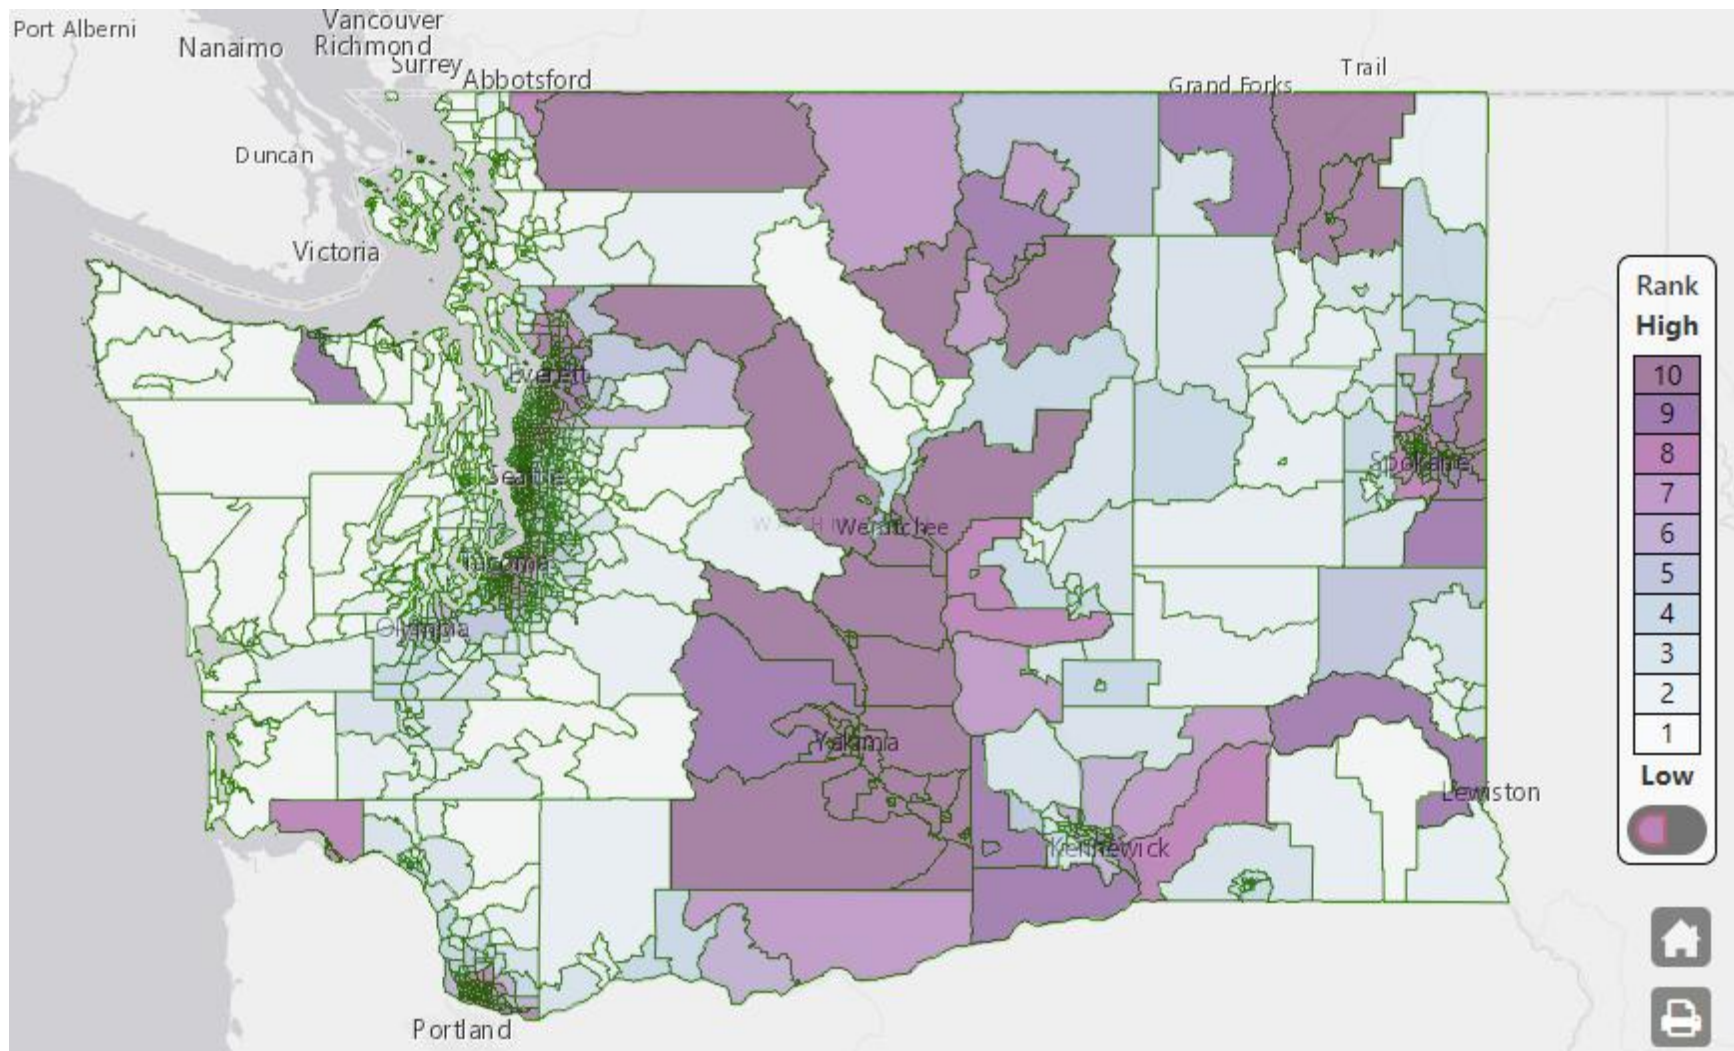 Port Alberni
Vancouver
Nanaimo
Richmond
Surrey
Abbotsford
Trail
Grand Forks
Duncan
Victoria
Everett
Seattle
Spokane
Wenatchee
Tacoma
Olympia
Yakima
Lewiston
Kennewick
Portland
Rank
High
10
9
8
7
6
5
4
3
2
1
Low